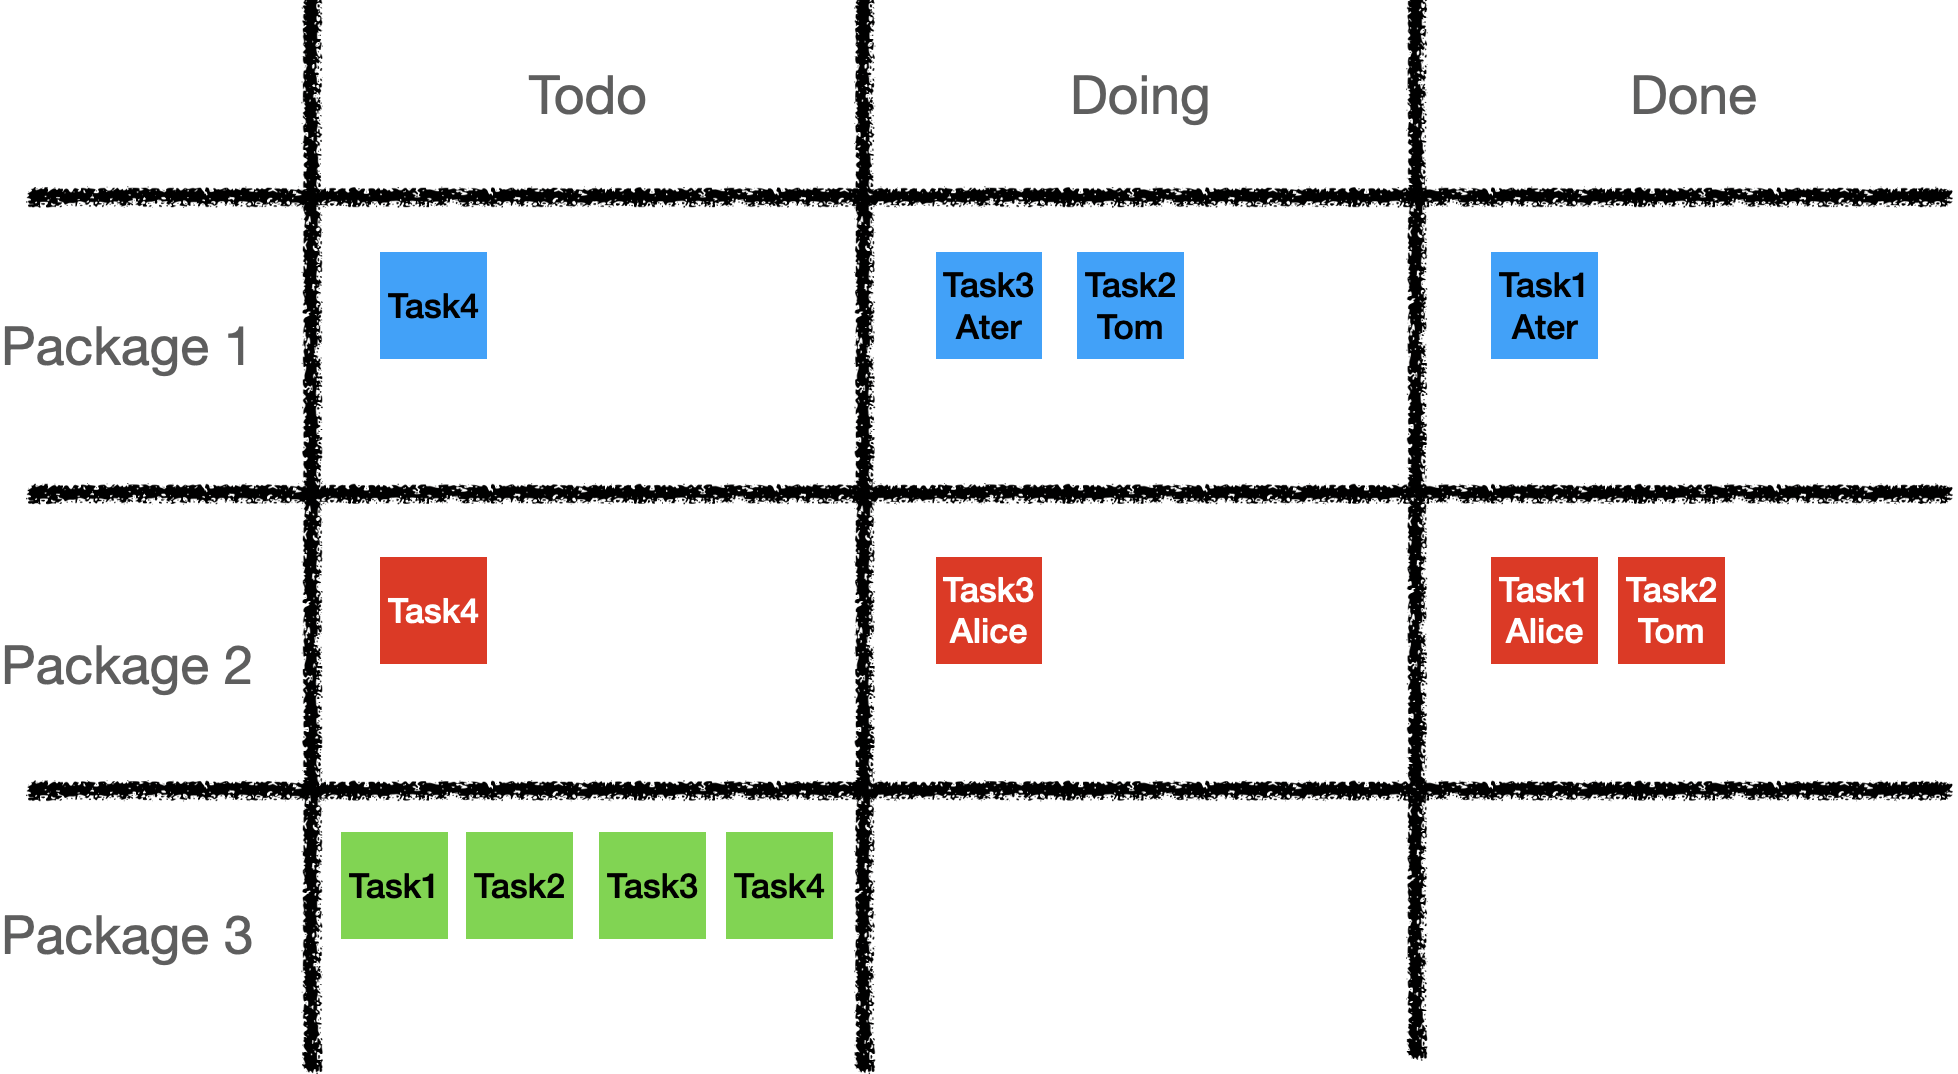 Todo
Doing
Done
Package 1
Task4
Task3
Ater
Task2
Tom
Task1
Ater
Package 2
Task4
Task3
Alice
Task1
Alice
Task2
Tom
Package 3
Task1
Task2
Task3
Task4